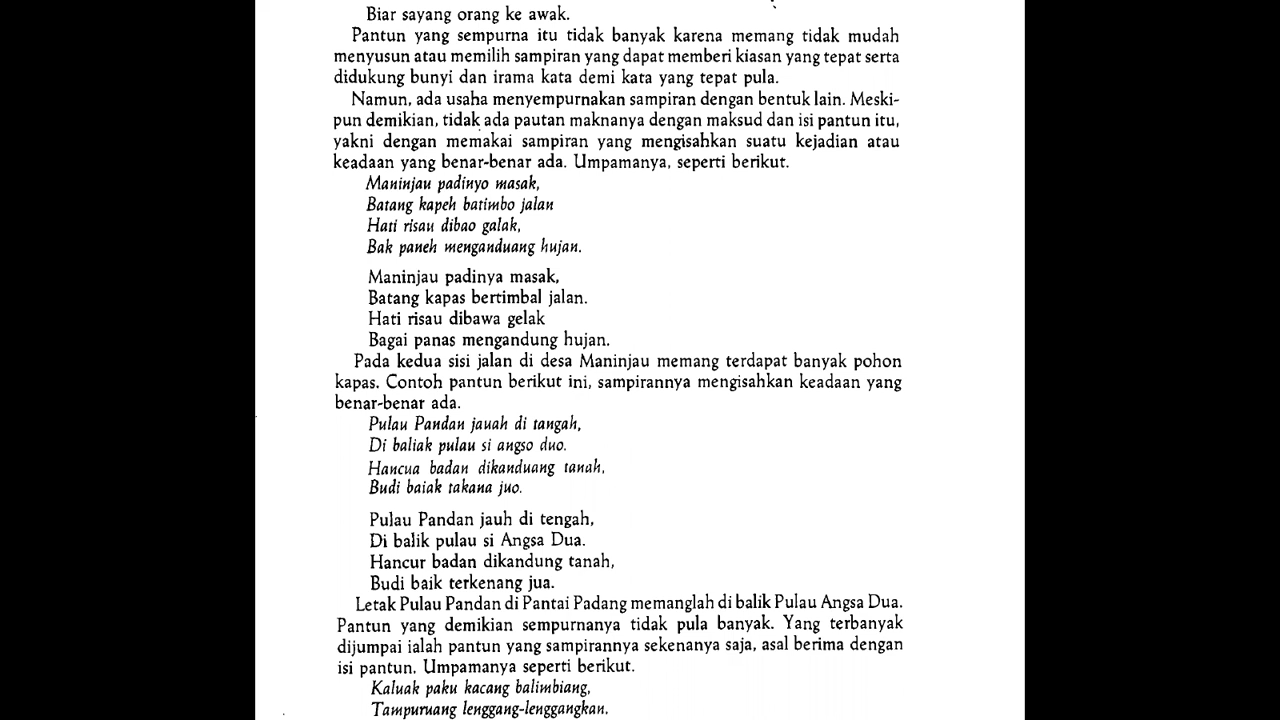 Biar sayang orang ke awak.
Pantun yang sempurna itu tidak banyak karena memang tidak mudah
menyusun atau memilih sampiran yang dapat memberi kiasan yang tepat serta
didukung bunyi dan irama kata demi kata yang tepat pula.
Namun, ada usaha menyempurnakan sampiran dengan bentuk lain. Meski-
pun demikian, tidak ada pautan maknanya dengan maksud dan isi pantun itu,
yakni dengan memakai sampiran yang mengisahkan suatu kejadian atau
keadaan yang benar-benar ada. Umpamanya, seperti berikut.
Maninjau padinyo masak,
Batang kapeh batimbo jalan
Hati risau dibao galak,
Bak paneh menganduang hujan.
Maninjau padinya masak,
Batang kapas bertimbal jalan.
Hati risau dibawa gelak
Bagai panas mengandung hujan.
Pada kedua sisi jalan di desa Maninjau memang terdapat banyak pohon
kapas. Contoh pantun berikut ini, sampirannya mengisahkan keadaan yang
benar-benar ada.
Pulau Pandan jauah di tangah,
Di baliak pulau si angso duo.
Hancua badan dikanduang tanah,
Budi baiak takana juo.
Pulau Pandan jauh di tengah,
Di balik pulau si Angsa Dua.
Hancur badan dikandung tanah,
Budi baik terkenang jua.
Letak Pulau Pandan di Pantai Padang memanglah di balik Pulau Angsa Dua.
Pantun yang demikian sempurnanya tidak pula banyak. Yang terbanyak
dijumpai ialah pantun yang sampirannya sekenanya saja, asal berima dengan
isi pantun. Umpamanya seperti berikut.
Kaluak paku kacang balimbiang,
Tampuruang lenggang-lenggangkan.